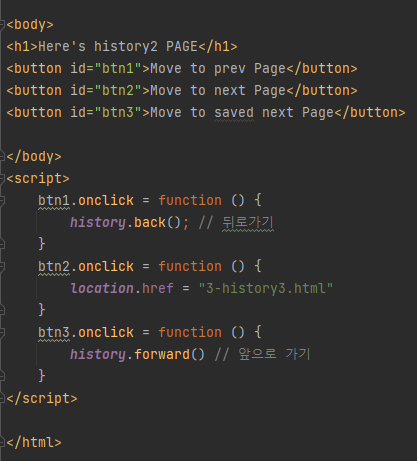 <body>
<h1>Here's history2 PAGE</h1>
<button id="btn1">Move to prev Page</button>
<button id="btn2">Move to next Page</button>
<button id="btn3">Move to saved next Page</button>
</body>
<script>
btn1.onclick = function () {
history.back(); // 뒤로가기
}
btn2.onclick = function () {
location.href = "3-history3.html"
}
btn3.onclick = function () {
history.forward() // 앞으로 가기
}
</script>
</html>